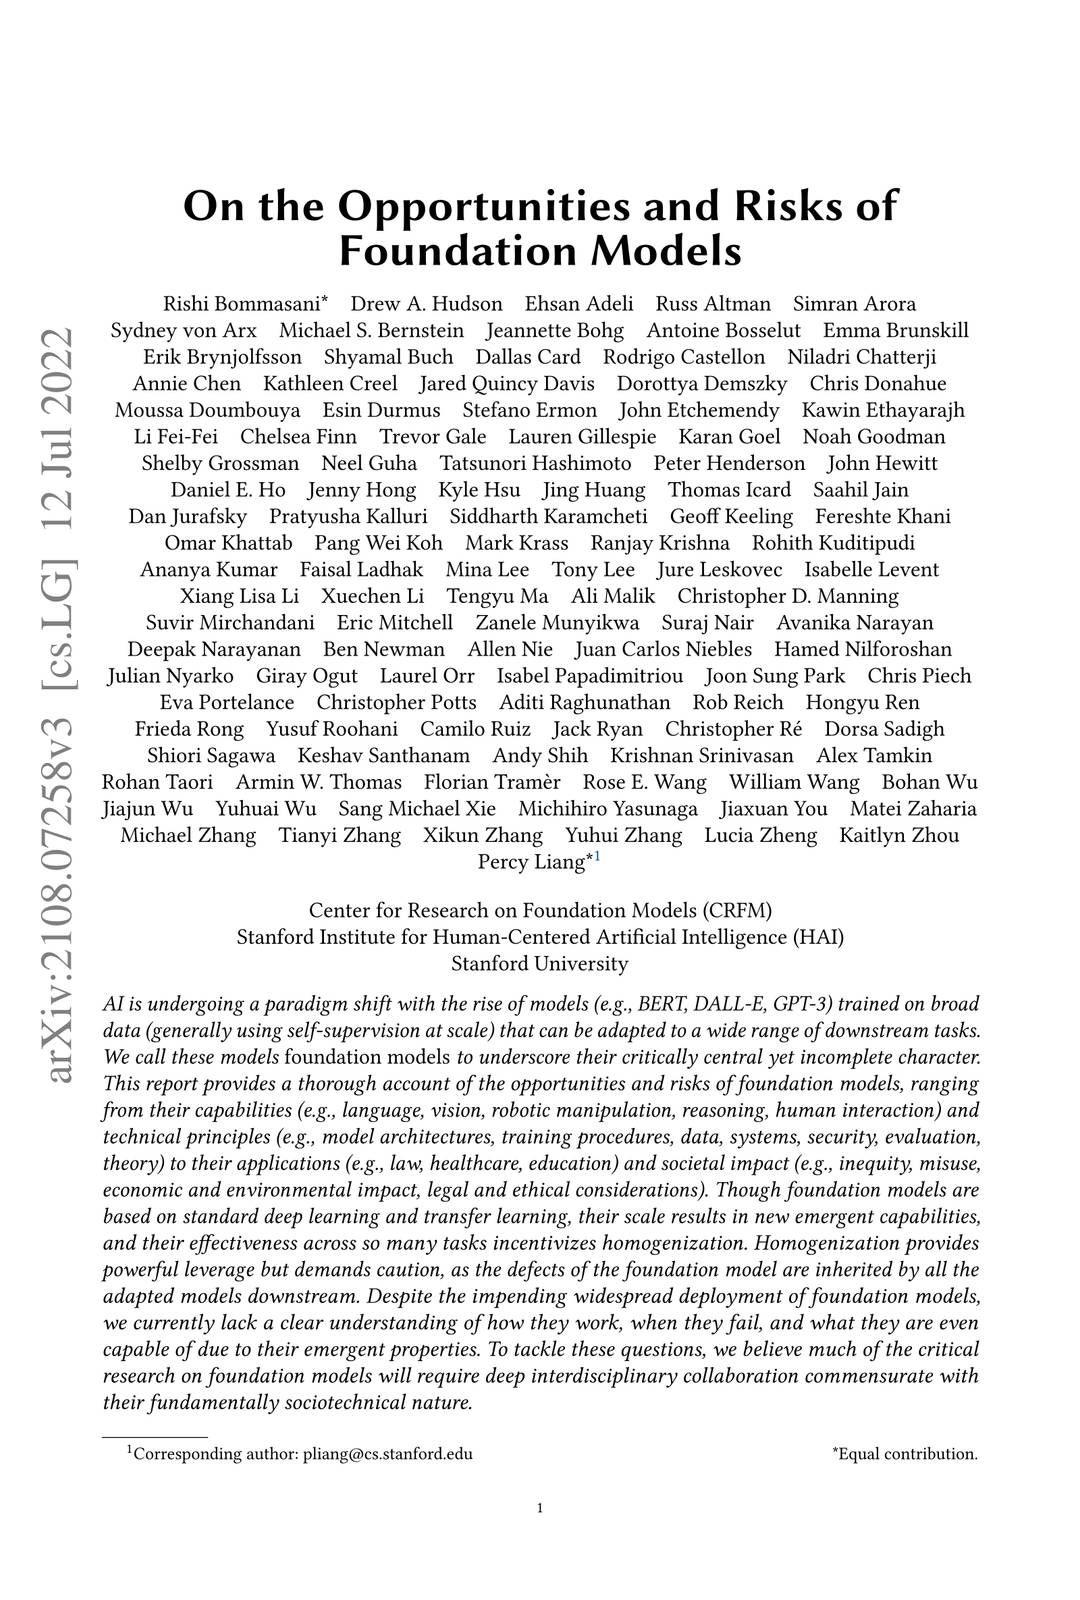 On the Opportunities and Risks of
Foundation Models
Rishi Bommasani* Drew A. Hudson Ehsan Adeli Russ Altman Simran Arora
Sydney von Arx Michael S. Bernstein Jeannette Bohg Antoine Bosselut Emma Brunskill
Erik Brynjolfsson Shyamal Buch Dallas Card Rodrigo Castellon Niladri Chatterji
Annie Chen Kathleen Creel Jared Quincy Davis Dorottya Demszky Chris Donahue
Moussa Doumbouya Esin Durmus Stefano Ermon John Etchemendy Kawin Ethayarajh
Li Fei-Fei Chelsea Finn Trevor Gale Lauren Gillespie Karan Goel Noah Goodman
Shelby Grossman Neel Guha Tatsunori Hashimoto Peter Henderson John Hewitt
Daniel E. Ho Jenny Hong Kyle Hsu Jing Huang Thomas Icard Saahil Jain
Dan Jurafsky Pratyusha Kalluri Siddharth Karamcheti Geoff Keeling Fereshte Khani
Omar Khattab Pang Wei Koh Mark Krass Ranjay Krishna Rohith Kuditipudi
Ananya Kumar Faisal Ladhak Mina Lee Tony Lee Jure Leskovec Isabelle Levent
Xiang Lisa Li Xuechen Li Tengyu Ma Ali Malik Christopher D. Manning
Suvir Mirchandani Eric Mitchell Zanele Munyikwa Suraj Nair Avanika Narayan
Deepak Narayanan Ben Newman Allen Nie Juan Carlos Niebles Hamed Nilforoshan
Julian Nyarko Giray Ogut Laurel Orr Isabel Papadimitriou Joon Sung Park Chris Piech
Eva Portelance Christopher Potts Aditi Raghunathan Rob Reich Hongyu Ren
Frieda Rong Yusuf Roohani Camilo Ruiz Jack Ryan Christopher Ré Dorsa Sadigh
Shiori Sagawa Keshav Santhanam Andy Shih Krishnan Srinivasan Alex Tamkin
Rohan Taori Armin W. Thomas Florian Tramèr Rose E. Wang William Wang Bohan Wu
Jiajun Wu Yuhuai Wu Sang Michael Xie Michihiro Yasunaga Jiaxuan You Matei Zaharia
Michael Zhang Tianyi Zhang Xikun Zhang Yuhui Zhang Lucia Zheng Kaitlyn Zhou
Percy Liang*1
Center for Research on Foundation Models (CRFM)
Stanford Institute for Human-Centered Artificial Intelligence (HAI)
Stanford University
AI is undergoing a paradigm shift with the rise of models (e.g., BERT, DALL-E, GPT-3) trained on broad
data (generally using self-supervision at scale) that can be adapted to a wide range of downstream tasks.
We call these models foundation models to underscore their critically central yet incomplete character.
This report provides a thorough account of the opportunities and risks of foundation models, ranging
from their capabilities (e.g., language, vision, robotic manipulation, reasoning, human interaction) and
technical principles (e.g., model architectures, training procedures, data, systems, security, evaluation,
theory) to their applications (e.g., law, healthcare, education) and societal impact (e.g., inequity, misuse,
economic and environmental impact, legal and ethical considerations). Though foundation models are
based on standard deep learning and transfer learning, their scale results in new emergent capabilities,
and their effectiveness across so many tasks incentivizes homogenization. Homogenization provides
powerful leverage but demands caution, as the defects of the foundation model are inherited by all the
adapted models downstream. Despite the impending widespread deployment of foundation models,
we currently lack a clear understanding of how they work, when they fail, and what they are even
capable of due to their emergent properties. To tackle these questions, we believe much of the critical
research on foundation models will require deep interdisciplinary collaboration commensurate with
their fundamentally sociotechnical nature.
1Corresponding author: pliang@cs.stanford.edu *Equal contribution.
1
arXiv:2108.07258v3 [cs.LG] 12 Jul 2022